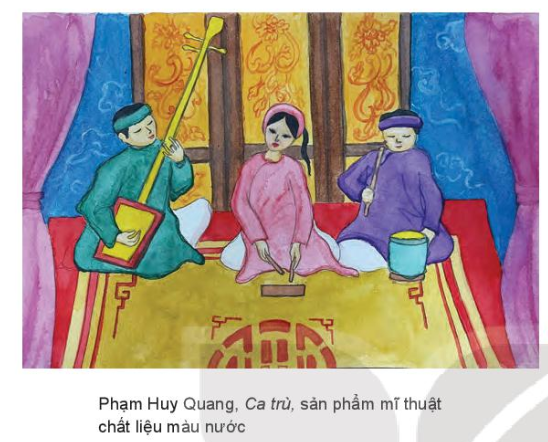 Phạm Huy Quang, Ca trù, sản phẩm mĩ thuật
chất liệu màu nước